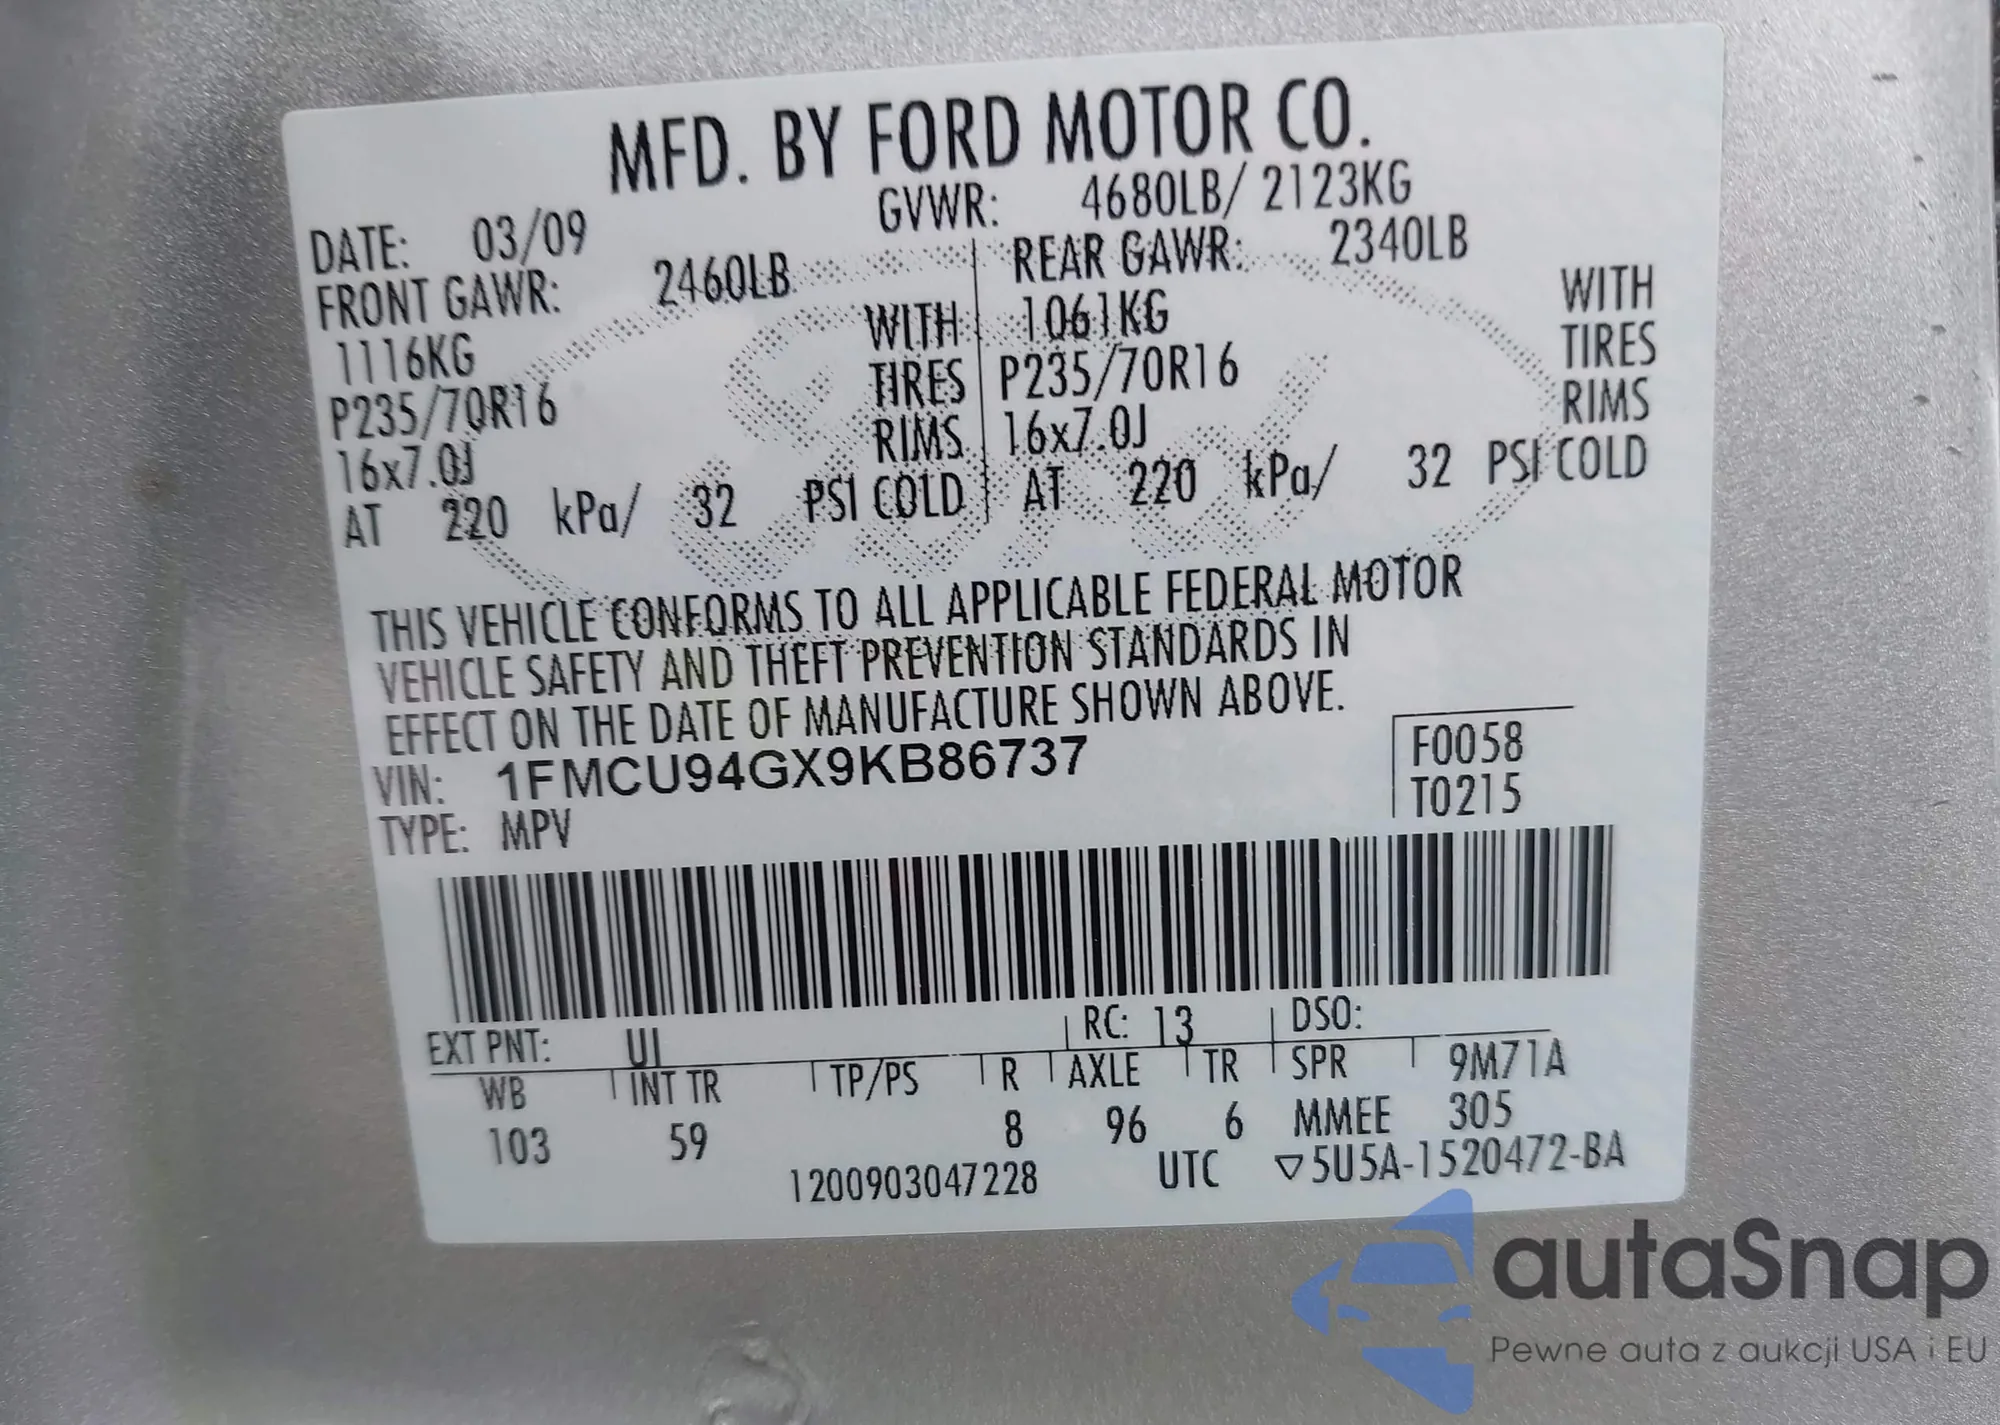 MFD. BY FORD MOTOR CO.
DATE: 03/09 GVWR: 4680LB/ 2123KG
FRONT GAWR: 2460LB REAR GAWR: 2340LB
1116KG WITH 1061KG WITH
P235/70R16 TIRES P235/70R16 TIRES
16x7.0J RIMS 16x7.0J RIMS
AT 220 kPa/ 32 PSI COLD AT 220 kPa/ 32 PSI COLD
THIS VEHICLE CONFORMS TO ALL APPLICABLE FEDERAL MOTOR
VEHICLE SAFETY AND THEFT PREVENTION STANDARDS IN
EFFECT ON THE DATE OF MANUFACTURE SHOWN ABOVE.
VIN: 1FMCU94GX9KB86737 F0058
TYPE: MPV T0215
EXT PNT: UI RC: 13 DSO:
WB INT TR TP/PS R AXLE TR SPR 9M71A
103 59 8 96 6 MMEE 305
1200903047228 UTC ▽5U5A-1520472-BA
autaSnap
Pewne auta z aukcji USA i EU